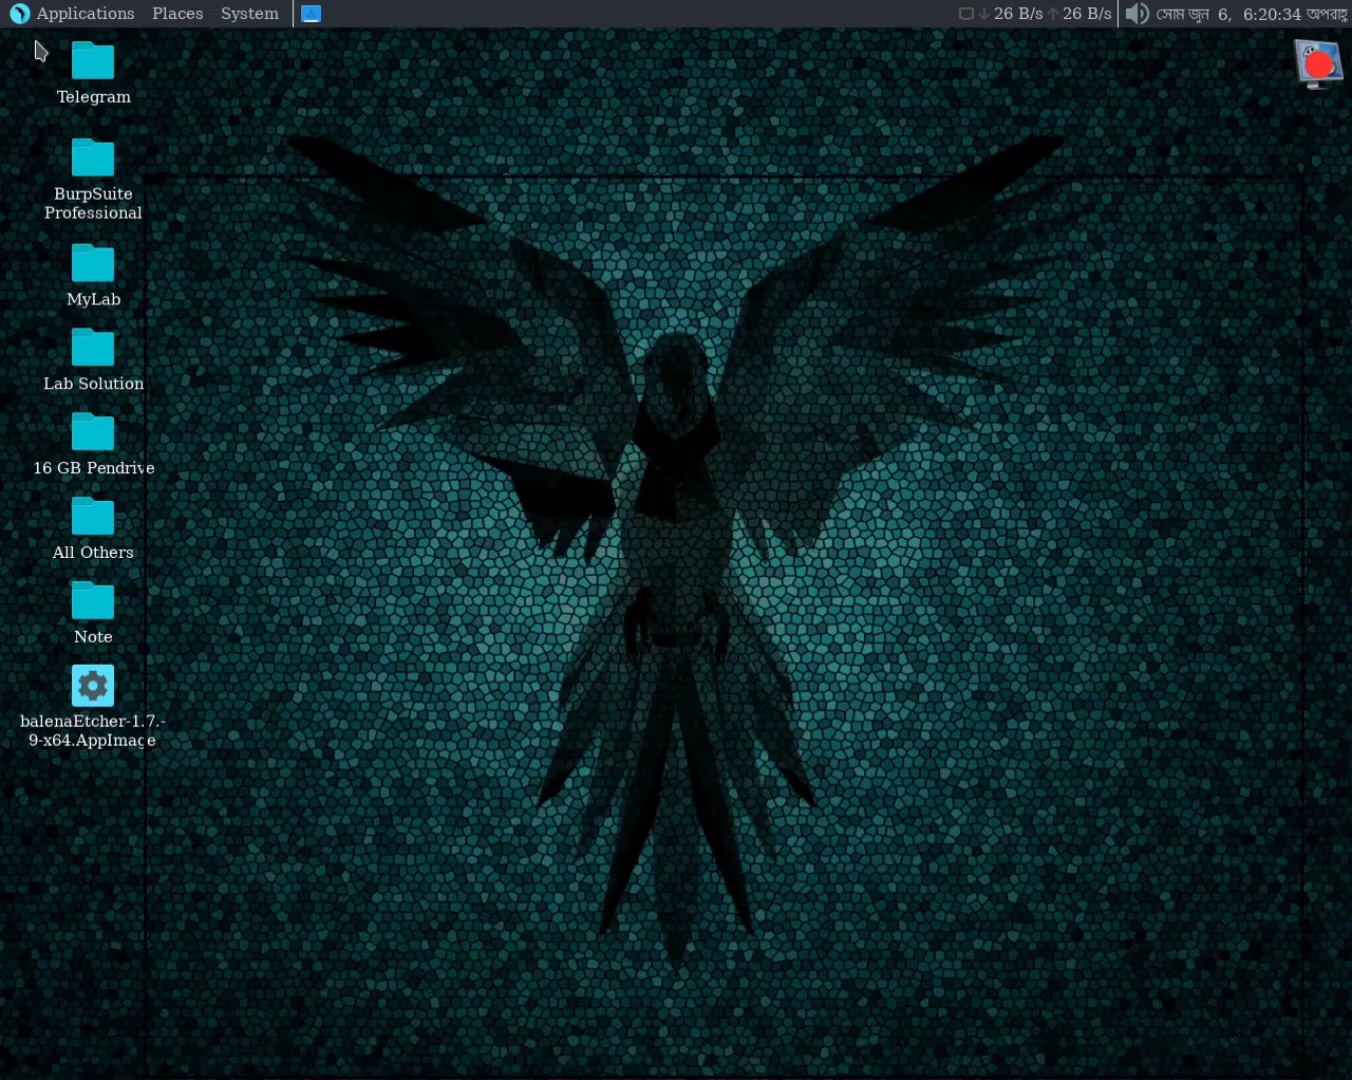 Applications Places System 26 B/s 26 B/s সোম জুন 6, 6:20:34 অপরাহ্ণ
Telegram
BurpSuite
Professional
MyLab
Lab Solution
16 GB Pendrive
All Others
Note
balenaEtcher-1.7.-
9-x64.AppImage